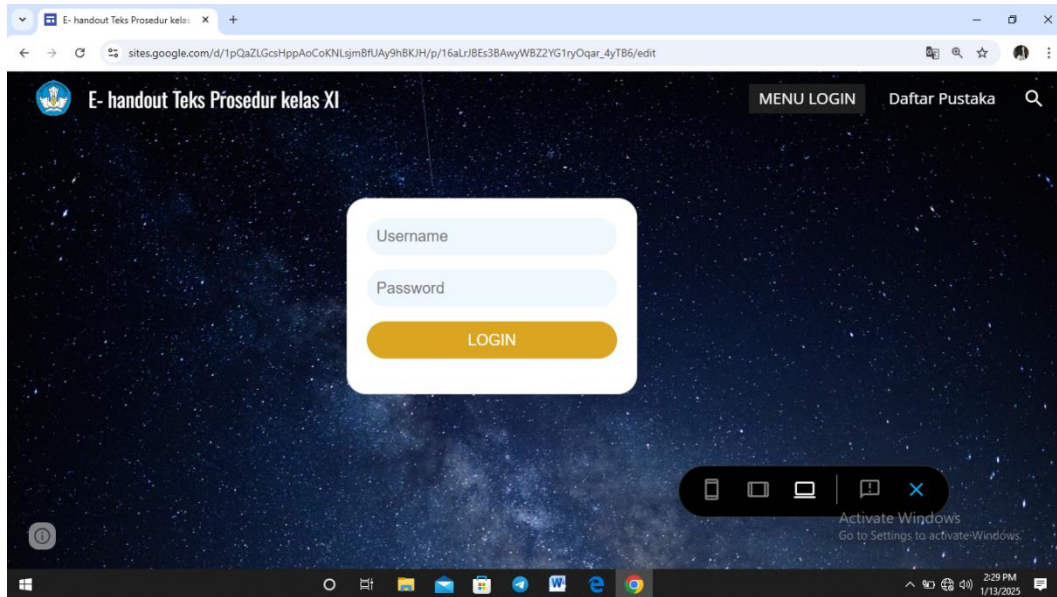 E- handout Teks Prosedur kelas
sites.google.com/d/1pQaZLGcsHppAoCoKNLsjmBfUAy9hBKJH/p/16aLrJBEs3BAwyWBZ2YG1ryOqar_4yTB6/edit
E- handout Teks Prosedur kelas XI
MENU LOGIN
Daftar Pustaka
Username
Password
LOGIN
Activate Windows
Go to Settings to activate Windows.
2:29 PM
1/13/2025